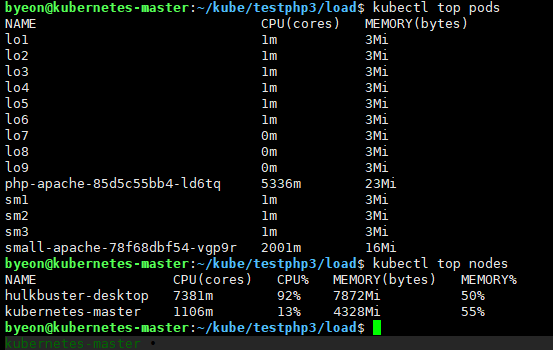 byeon@kubernetes-master:~/kube/testphp3/load$ kubectl top pods
NAME CPU(cores) MEMORY(bytes)
lo1 1m 3Mi
lo2 1m 3Mi
lo3 1m 3Mi
lo4 1m 3Mi
lo5 1m 3Mi
lo6 1m 3Mi
lo7 0m 3Mi
lo8 0m 3Mi
lo9 0m 3Mi
php-apache-85d5c55bb4-ld6tq 5336m 23Mi
sm1 1m 3Mi
sm2 1m 3Mi
sm3 1m 3Mi
small-apache-78f68dbf54-vgp9r 2001m 16Mi
byeon@kubernetes-master:~/kube/testphp3/load$ kubectl top nodes
NAME CPU(cores) CPU% MEMORY(bytes) MEMORY%
hulkbuster-desktop 7381m 92% 7872Mi 50%
kubernetes-master 1106m 13% 4328Mi 55%
byeon@kubernetes-master:~/kube/testphp3/load$
kubernetes-master •